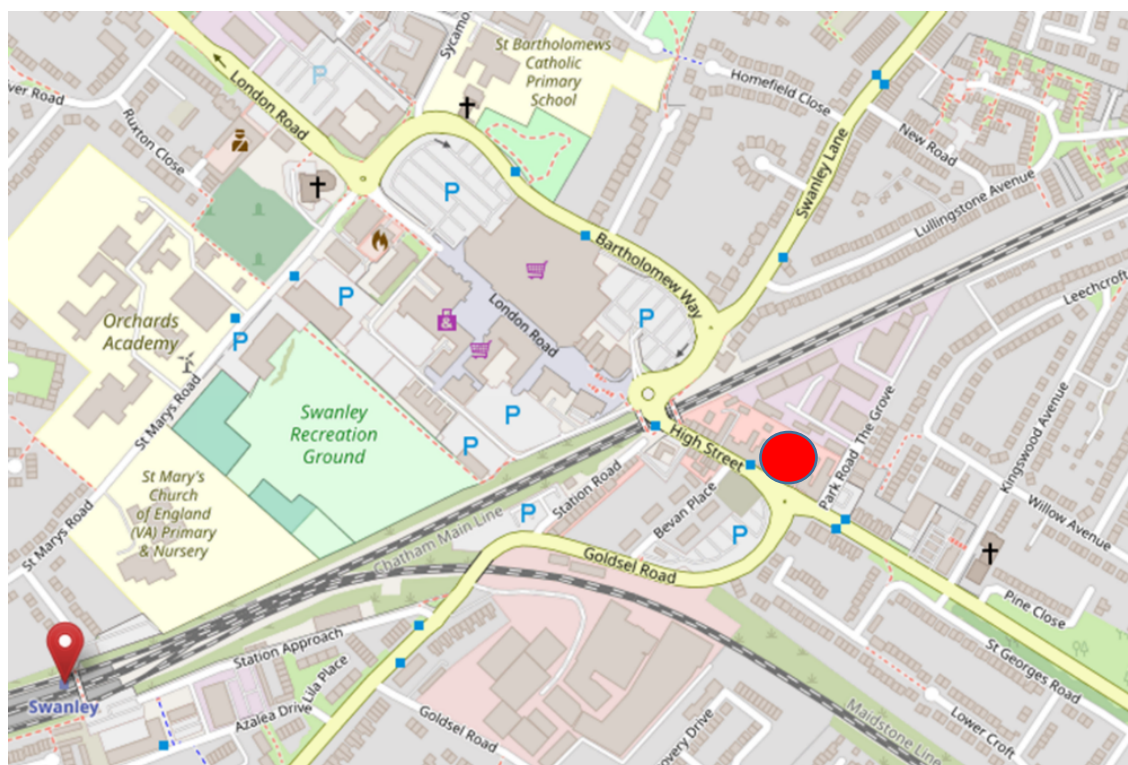 Sycamo
St Bartholomews
Catholic
Primary
School
London Road
P
Homefield Close
ver Road
Ruxton Close
New Road
Swanley Lane
P
Lullingstone Avenue
Bartholomew Way
Leechcroft
P
London Road
&
P
Orchards
Academy
P
St Marys Road
Swanley
Recreation
Ground
P
P
High Street
The Grove
Park Road
Kingswood Avenue
St Mary's
Church
of England
(VA) Primary
& Nursery
Station Road
Bevan Place
Willow Avenue
St Marys Road
Chatham Main Line
P
P
Goldsel Road
Pine Close
Station Approach
St Georges Road
Swanley
Lila Place
Azalea Drive
Goldsel Road
overy Drive
Maidstone Line
Lower Croft